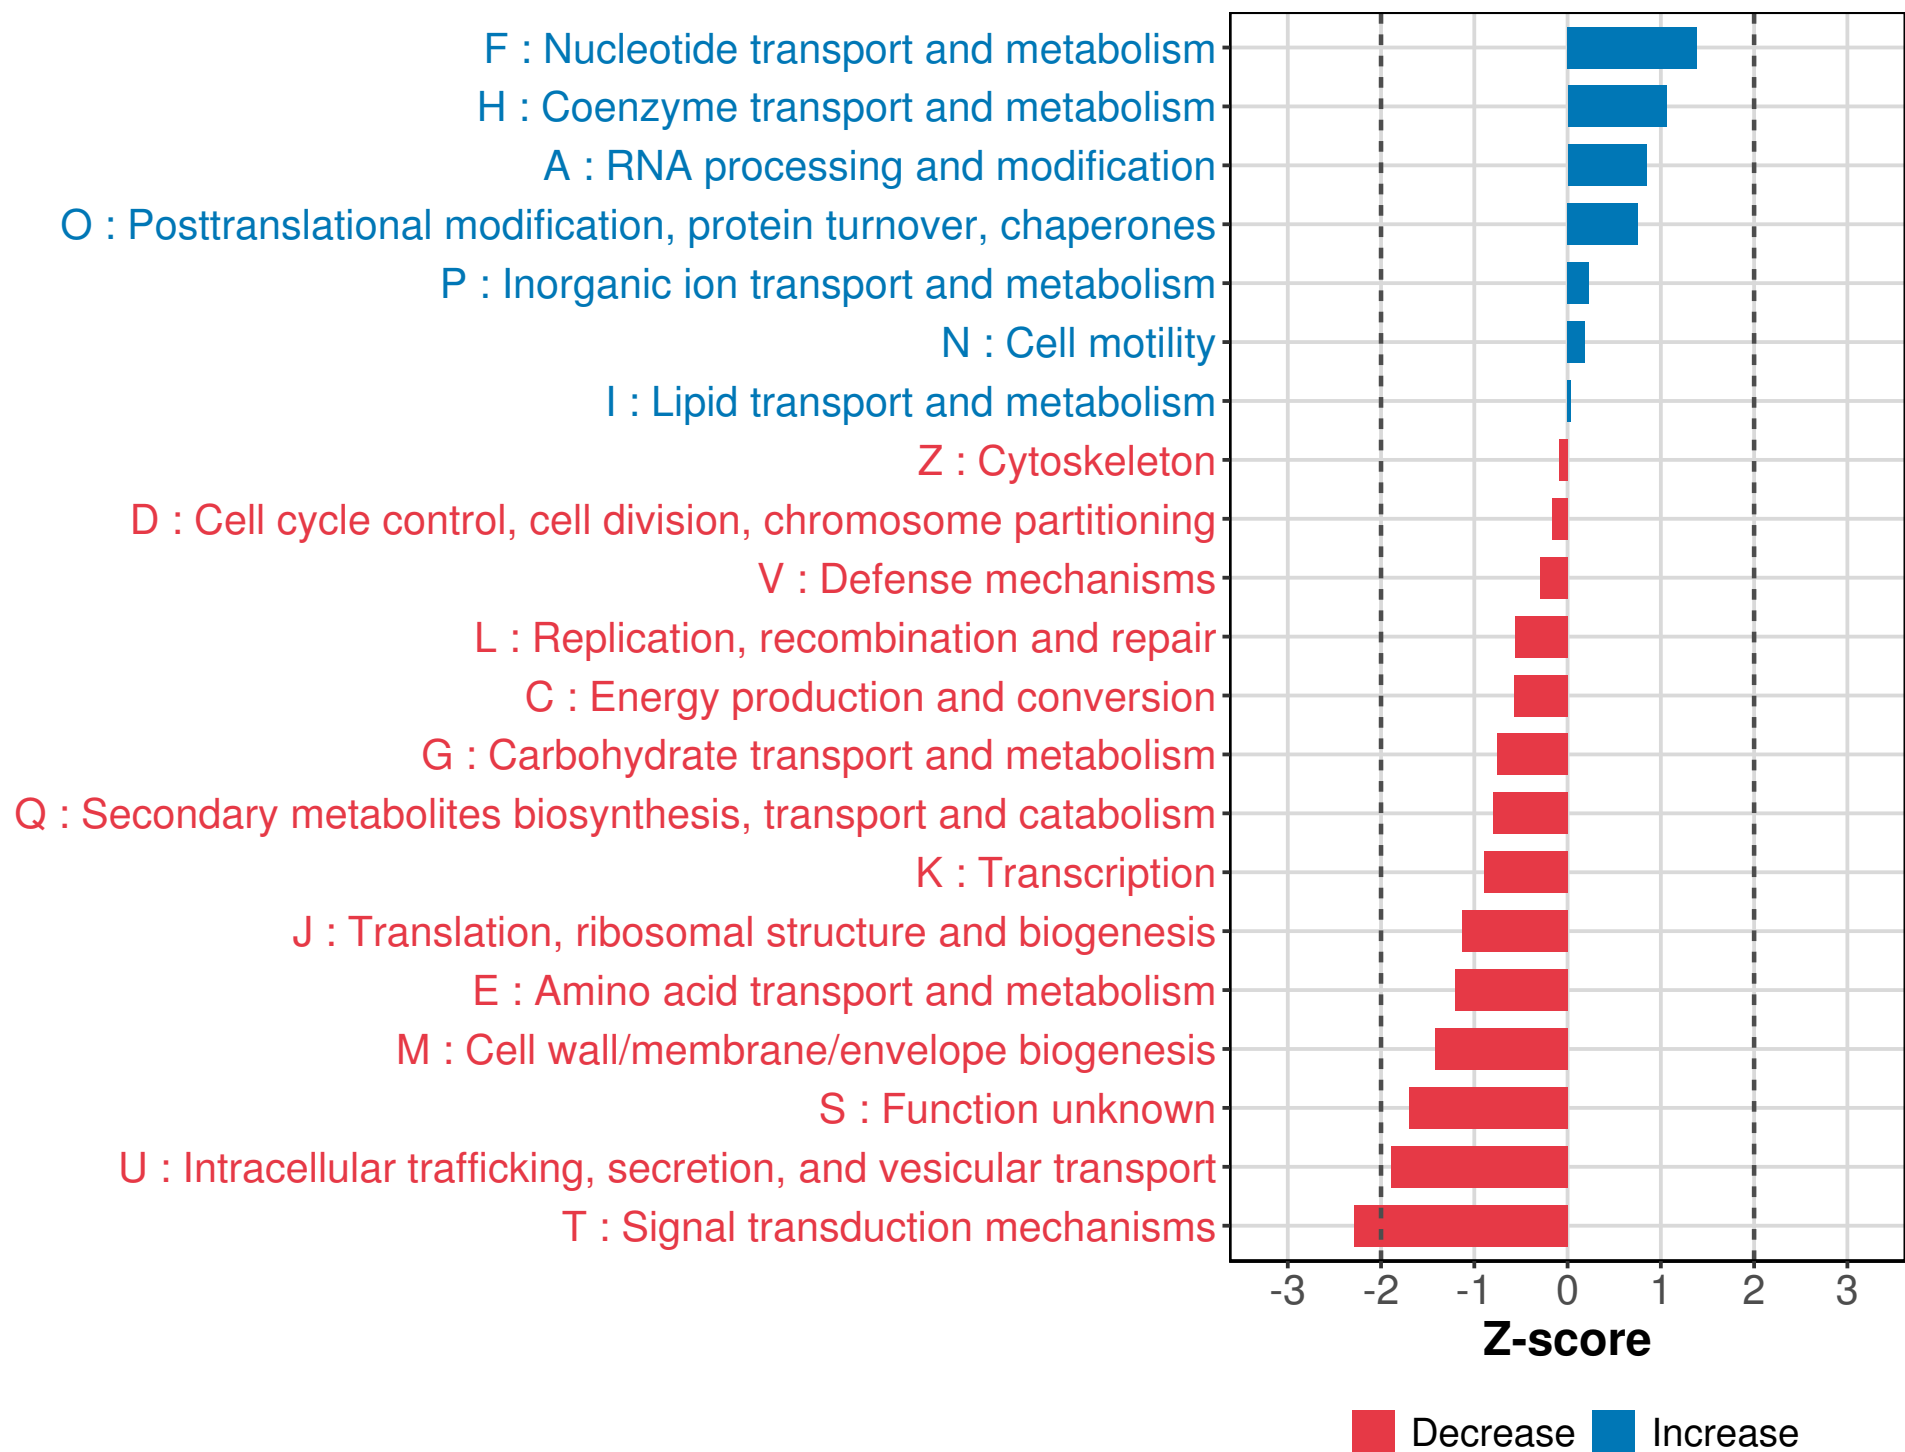 F : Nucleotide transport and metabolism
H : Coenzyme transport and metabolism
A : RNA processing and modification
O : Posttranslational modification, protein turnover, chaperones
P : Inorganic ion transport and metabolism
N : Cell motility
I : Lipid transport and metabolism
Z : Cytoskeleton
D : Cell cycle control, cell division, chromosome partitioning
V : Defense mechanisms
L : Replication, recombination and repair
C : Energy production and conversion
G : Carbohydrate transport and metabolism
Q : Secondary metabolites biosynthesis, transport and catabolism
K : Transcription
J : Translation, ribosomal structure and biogenesis
E : Amino acid transport and metabolism
M : Cell wall/membrane/envelope biogenesis
S : Function unknown
U : Intracellular trafficking, secretion, and vesicular transport
T : Signal transduction mechanisms
-3 -2 -1 0 1 2 3
Z-score
Decrease Increase